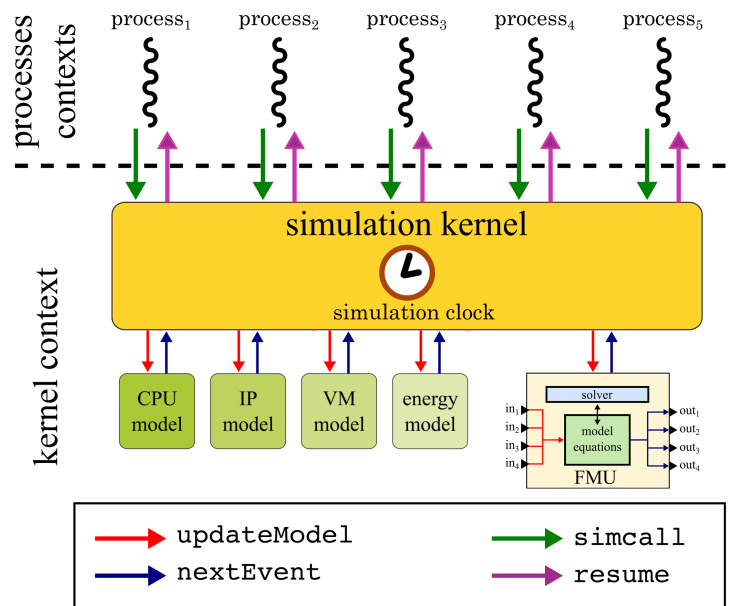 process₁ process₂ process₃ process₄ process₅
processes
contexts
simulation kernel
simulation clock
kernel context
CPU
model
IP
model
VM
model
energy
model
solver
in₁
in₂
in₃
in₄
model
equations
out₁
out₂
out₃
out₄
FMU
updateModel
simcall
nextEvent
resume